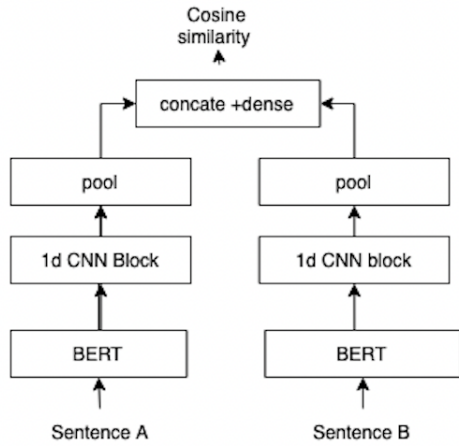 Cosine
similarity
concate +dense
pool
pool
1d CNN Block
1d CNN block
BERT
BERT
Sentence A
Sentence B